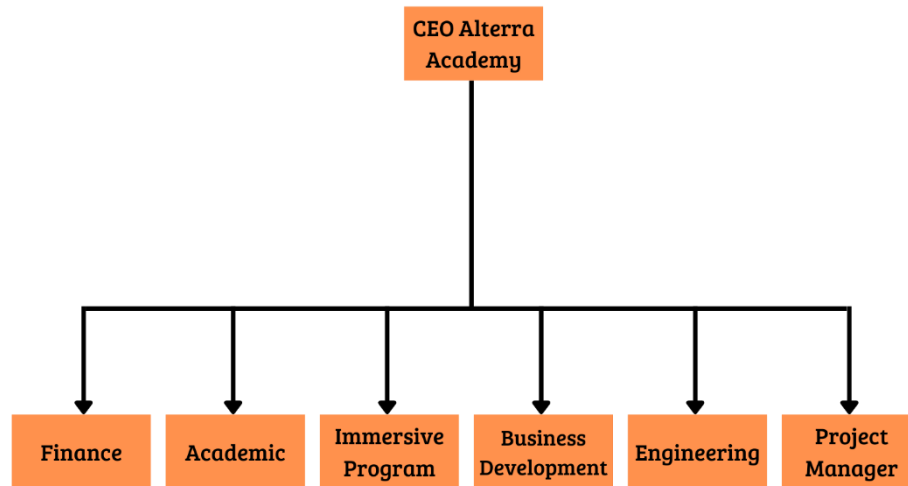 CEO Alterra
Academy
Finance
Academic
Immersive
Program
Business
Development
Engineering
Project
Manager